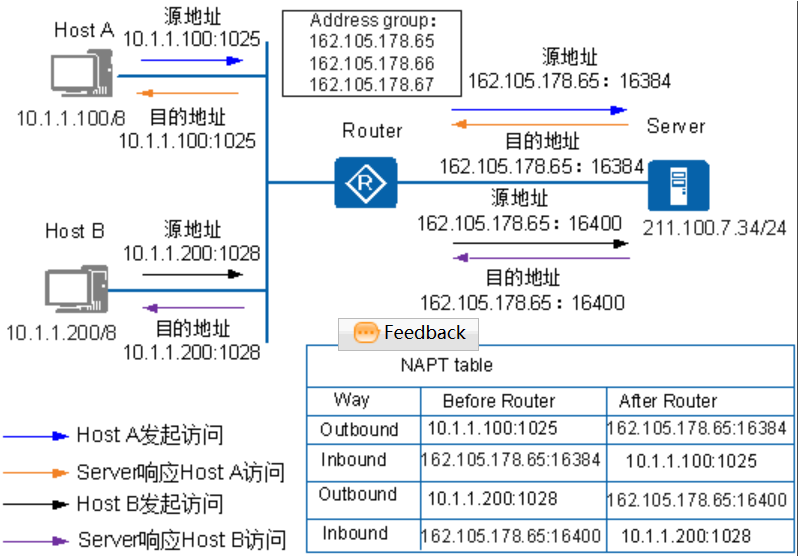 Host A
源地址
10.1.1.100:1025
10.1.1.100/8
目的地址
10.1.1.100:1025
Address group：
162.105.178.65
162.105.178.66
162.105.178.67
源地址
162.105.178.65：16384
Router
R
目的地址
162.105.178.65：16384
Server
211.100.7.34/24
源地址
162.105.178.65：16400
目的地址
162.105.178.65：16400
Host B
源地址
10.1.1.200:1028
10.1.1.200/8
目的地址
10.1.1.200:1028
Feedback
NAPT table
Way Before Router After Router
Outbound 10.1.1.100:1025 162.105.178.65:16384
Inbound 162.105.178.65:16384 10.1.1.100:1025
Outbound 10.1.1.200:1028 162.105.178.65:16400
Inbound 162.105.178.65:16400 10.1.1.200:1028
Host A发起访问
Server响应Host A访问
Host B发起访问
Server响应Host B访问